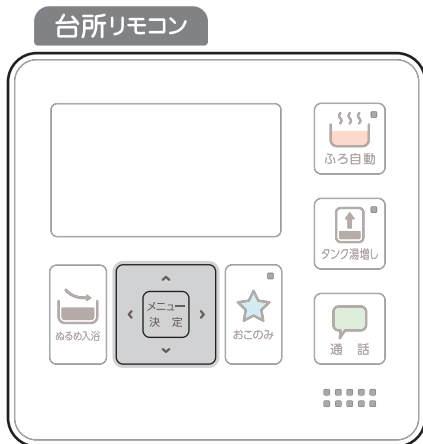 台所リモコン
ふろ自動
タンク湯増し
ぬるめ入浴
メニュー
決 定
おこのみ
通 話